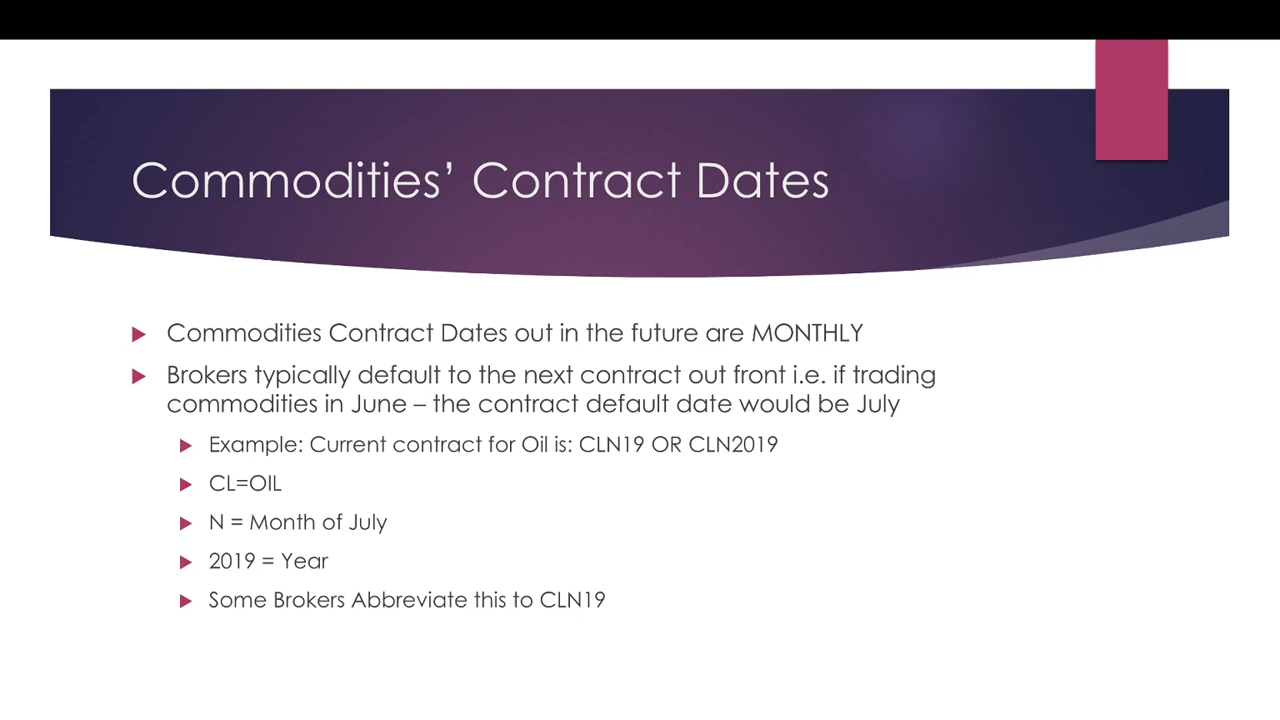 Commodities’ Contract Dates
Commodities Contract Dates out in the future are MONTHLY
Brokers typically default to the next contract out front i.e. if trading
commodities in June – the contract default date would be July
Example: Current contract for Oil is: CLN19 OR CLN2019
CL=OIL
N = Month of July
2019 = Year
Some Brokers Abbreviate this to CLN19